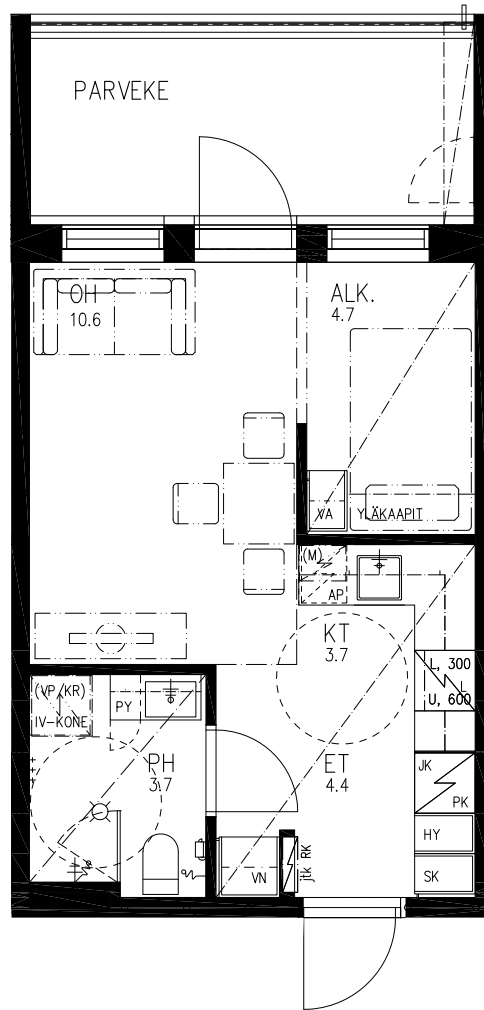 PARVEKE
OH
10.6
ALK.
4.7
VA
YLÄKAAPIT
(M)
AP
KT
3.7
L, 300
L
U, 600
(VP/KR)
IV-KONE
PY
PH
3.7
ET
4.4
JK
PK
HY
SK
VN
jtk RK